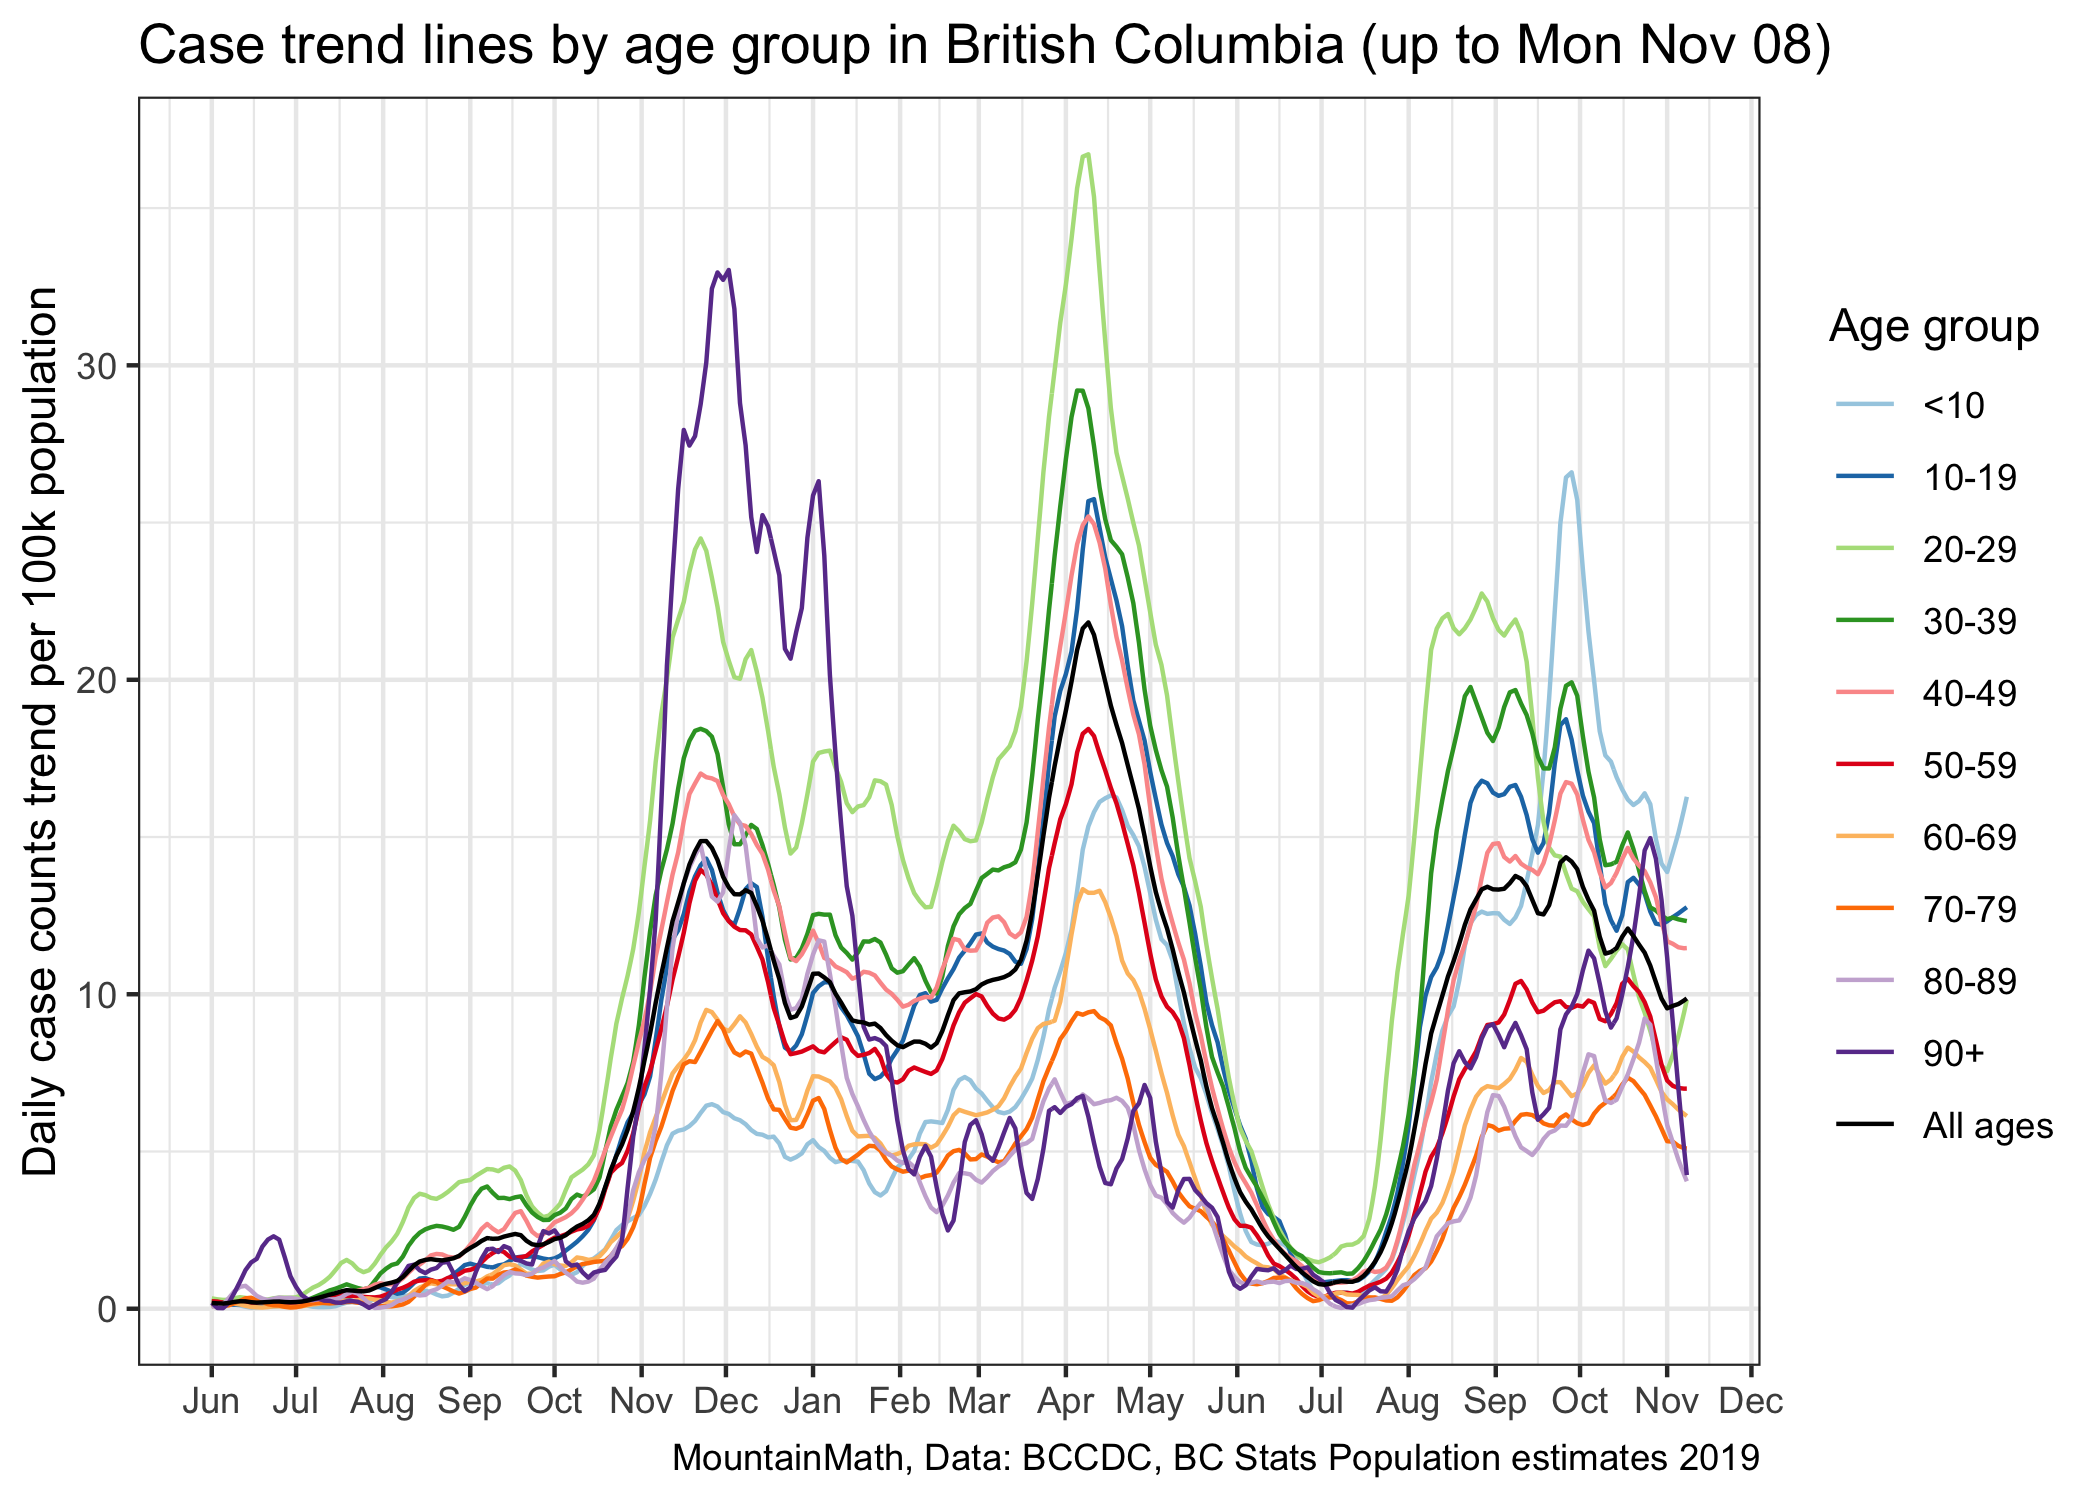 Case trend lines by age group in British Columbia (up to Mon Nov 08)
Daily case counts trend per 100k population
30
20
10
0
Jun Jul Aug Sep Oct Nov Dec Jan Feb Mar Apr May Jun Jul Aug Sep Oct Nov Dec
MountainMath, Data: BCCDC, BC Stats Population estimates 2019
Age group
<10
10-19
20-29
30-39
40-49
50-59
60-69
70-79
80-89
90+
All ages